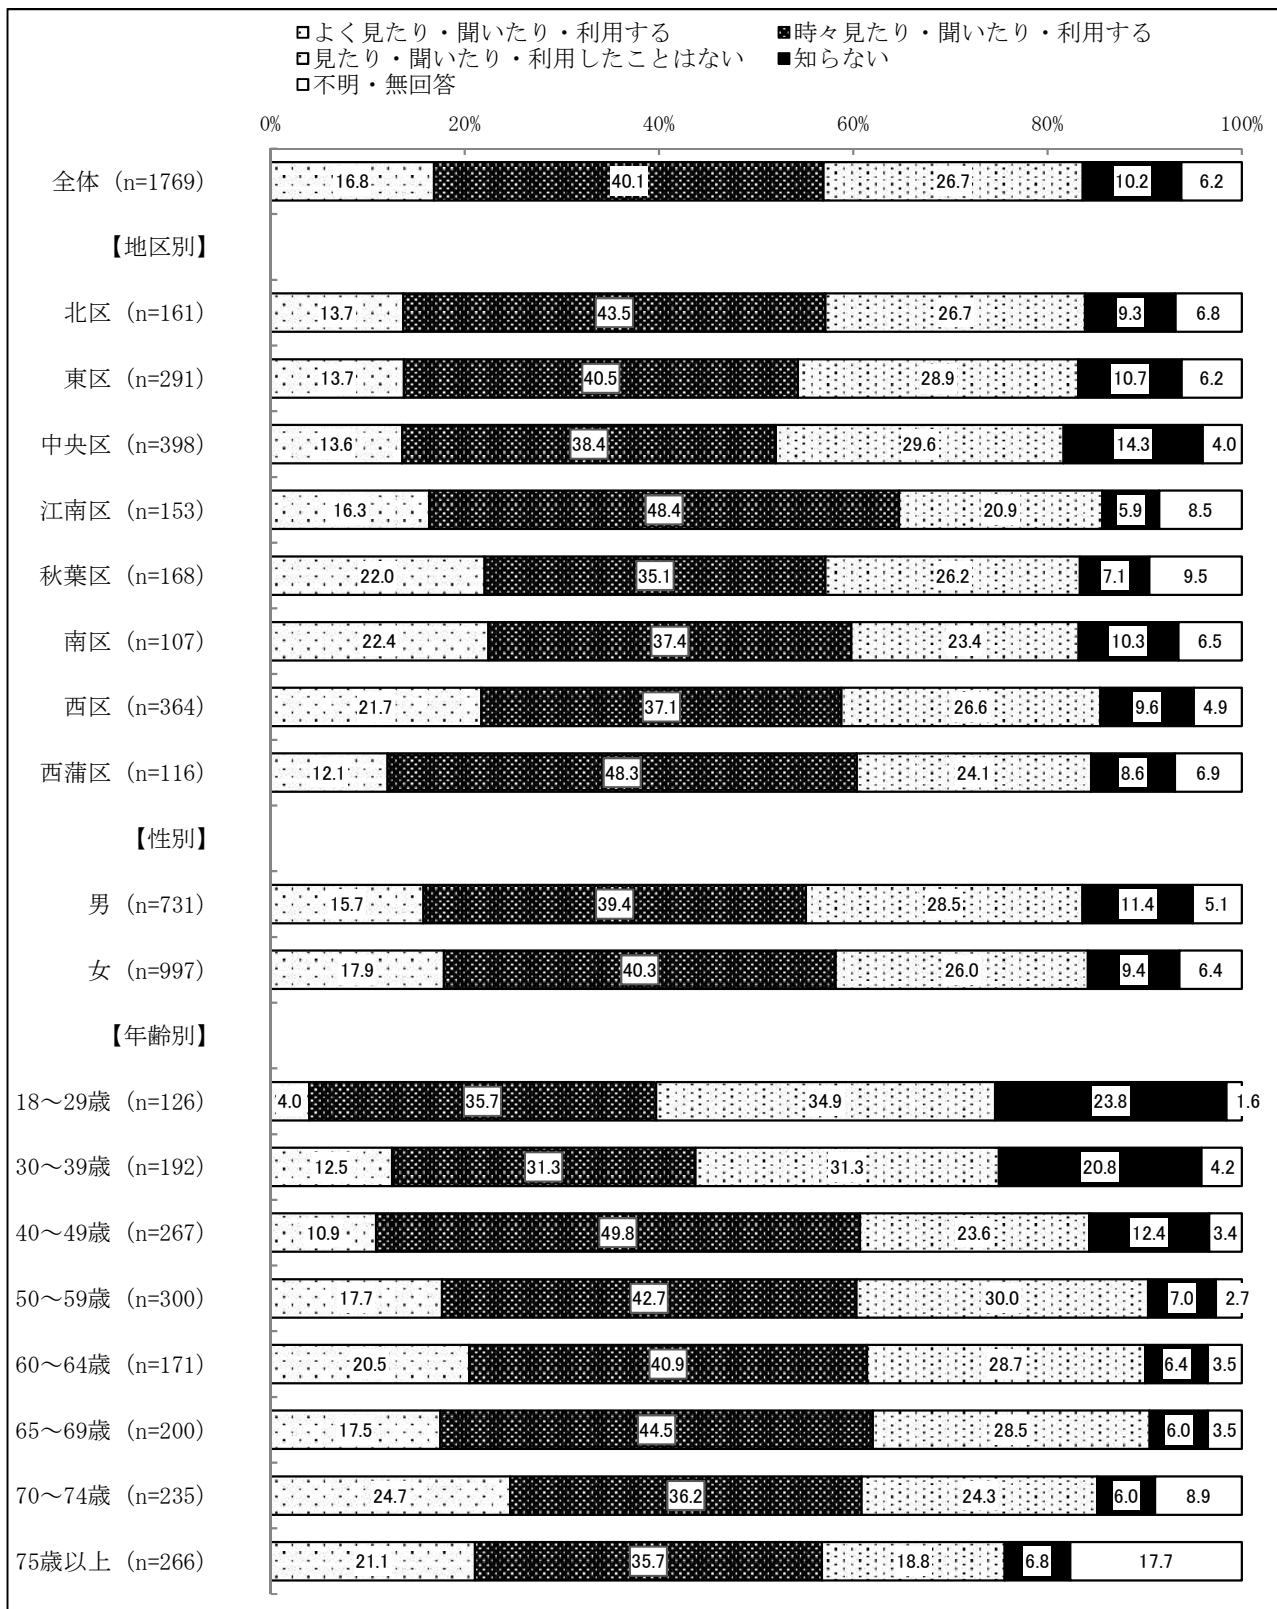 よく見たり・聞いたり・利用する 時々見たり・聞いたり・利用する
見たり・聞いたり・利用したことはない 知らない
不明・無回答
0% 20% 40% 60% 80% 100%
全体 (n=1769) 16.8 40.1 26.7 10.2 6.2
【地区別】
北区 (n=161) 13.7 43.5 26.7 9.3 6.8
東区 (n=291) 13.7 40.5 28.9 10.7 6.2
中央区 (n=398) 13.6 38.4 29.6 14.3 4.0
江南区 (n=153) 16.3 48.4 20.9 5.9 8.5
秋葉区 (n=168) 22.0 35.1 26.2 7.1 9.5
南区 (n=107) 22.4 37.4 23.4 10.3 6.5
西区 (n=364) 21.7 37.1 26.6 9.6 4.9
西蒲区 (n=116) 12.1 48.3 24.1 8.6 6.9
【性別】
男 (n=731) 15.7 39.4 28.5 11.4 5.1
女 (n=997) 17.9 40.3 26.0 9.4 6.4
【年齢別】
18～29歳 (n=126) 4.0 35.7 34.9 23.8 1.6
30～39歳 (n=192) 12.5 31.3 31.3 20.8 4.2
40～49歳 (n=267) 10.9 49.8 23.6 12.4 3.4
50～59歳 (n=300) 17.7 42.7 30.0 7.0 2.7
60～64歳 (n=171) 20.5 40.9 28.7 6.4 3.5
65～69歳 (n=200) 17.5 44.5 28.5 6.0 3.5
70～74歳 (n=235) 24.7 36.2 24.3 6.0 8.9
75歳以上 (n=266) 21.1 35.7 18.8 6.8 17.7